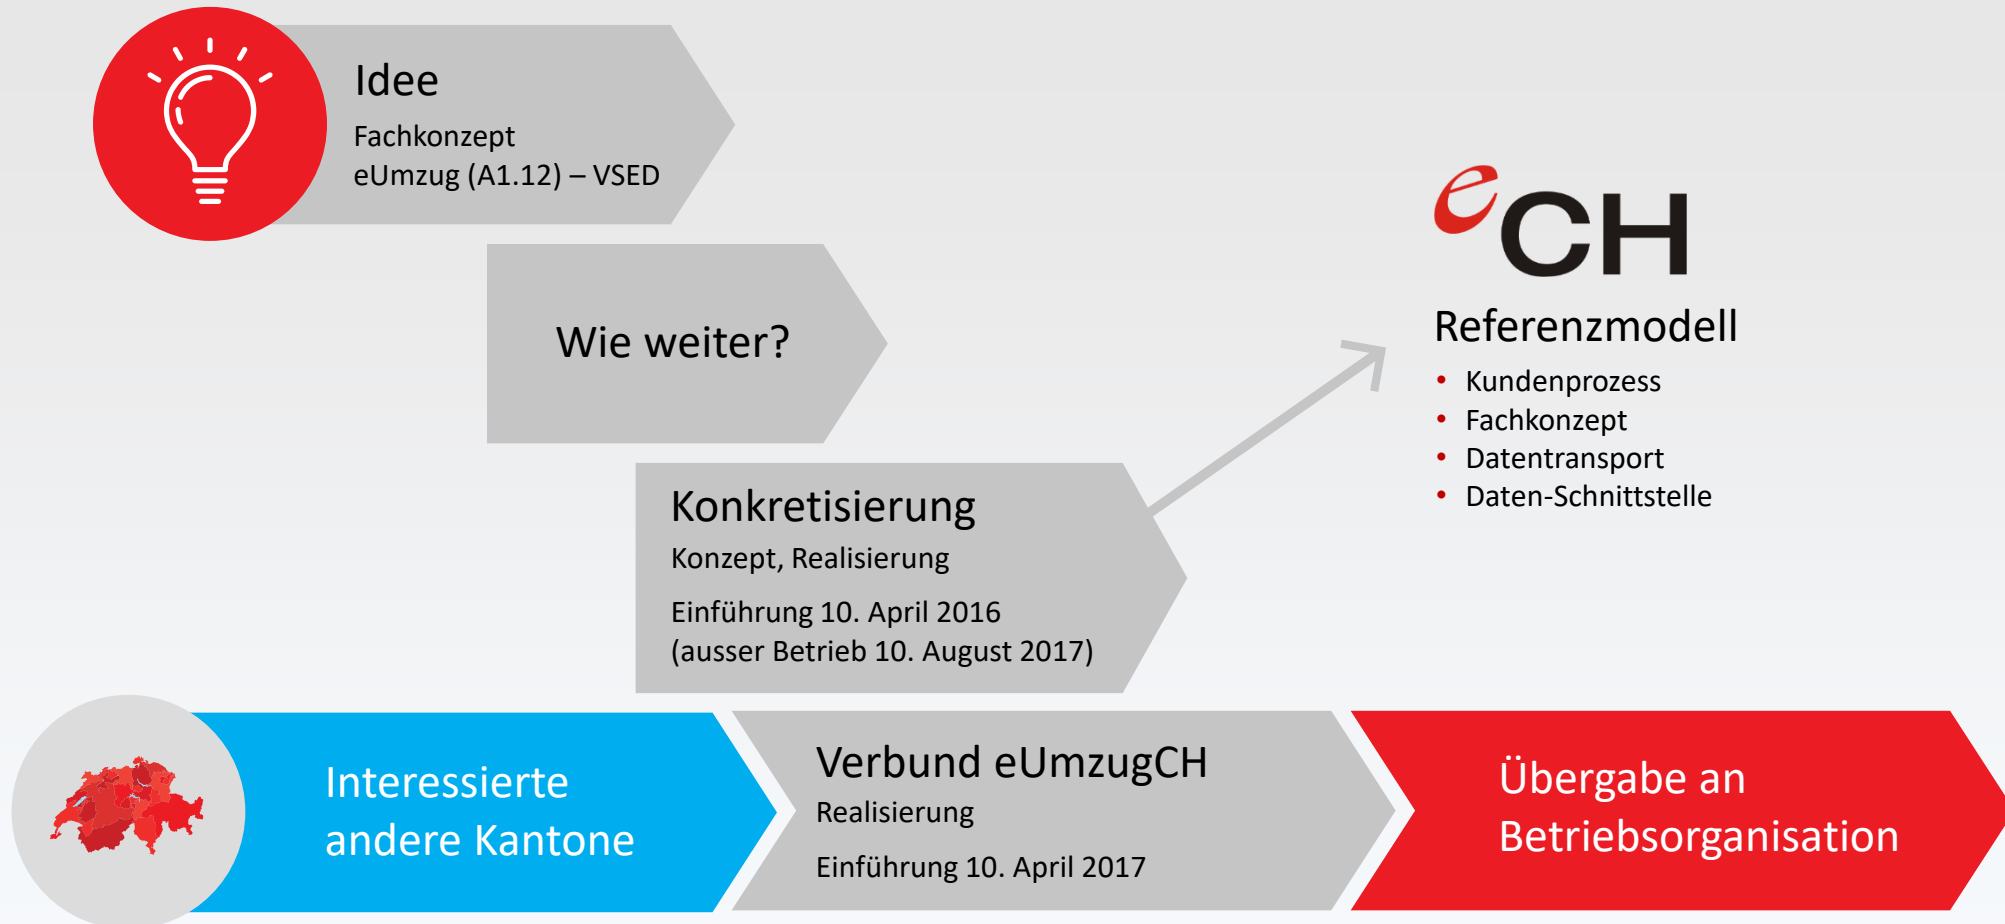 Idee
Fachkonzept
eUmzug (A1.12) – VSED
Wie weiter?
eCH
Referenzmodell
• Kundenprozess
• Fachkonzept
• Datentransport
• Daten-Schnittstelle
Konkretisierung
Konzept, Realisierung
Einführung 10. April 2016
(ausser Betrieb 10. August 2017)
Interessierte
andere Kantone
Verbund eUmzugCH
Realisierung
Einführung 10. April 2017
Übergabe an
Betriebsorganisation